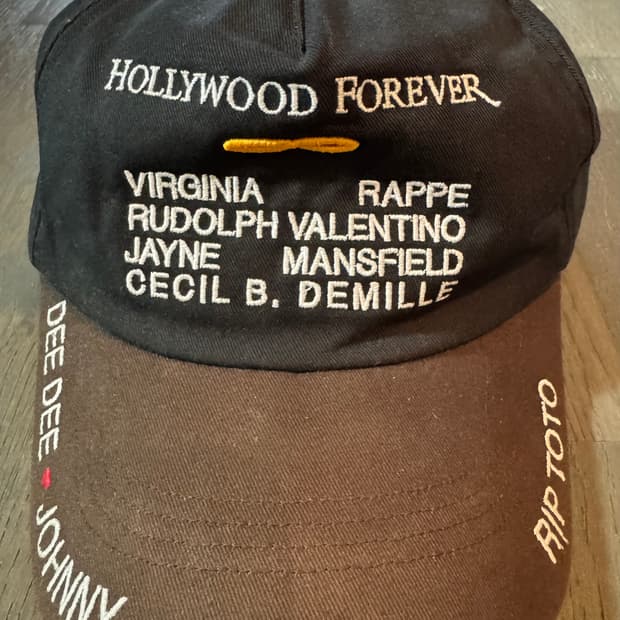 HOLLYWOOD FOREVER
VIRGINIA RAPPE
RUDOLPH VALENTINO
JAYNE MANSFIELD
CECIL B. DEMILLE
DEE DEE
JOHNNY
RIP TOTO